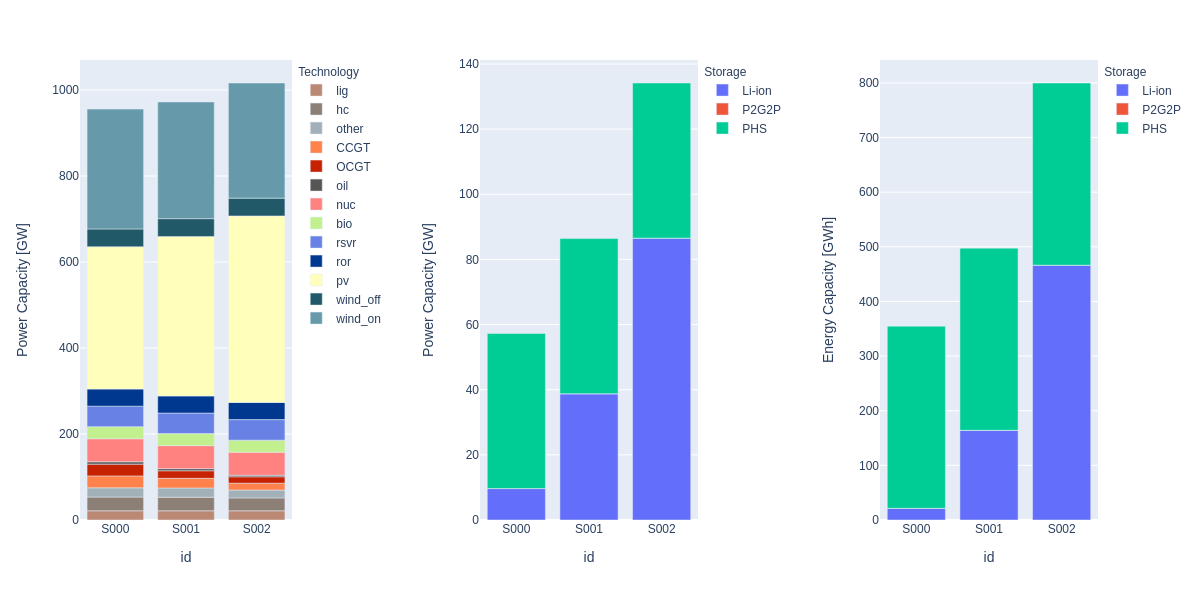 Power Capacity [GW]
1000
800
600
400
200
0
S000
S001
S002
id
Technology
lig
hc
other
CCGT
OCGT
oil
nuc
bio
rsvr
ror
pv
wind_off
wind_on
Power Capacity [GW]
140
120
100
80
60
40
20
0
S000
S001
S002
id
Storage
Li-ion
P2G2P
PHS
Energy Capacity [GWh]
800
700
600
500
400
300
200
100
0
S000
S001
S002
id
Storage
Li-ion
P2G2P
PHS